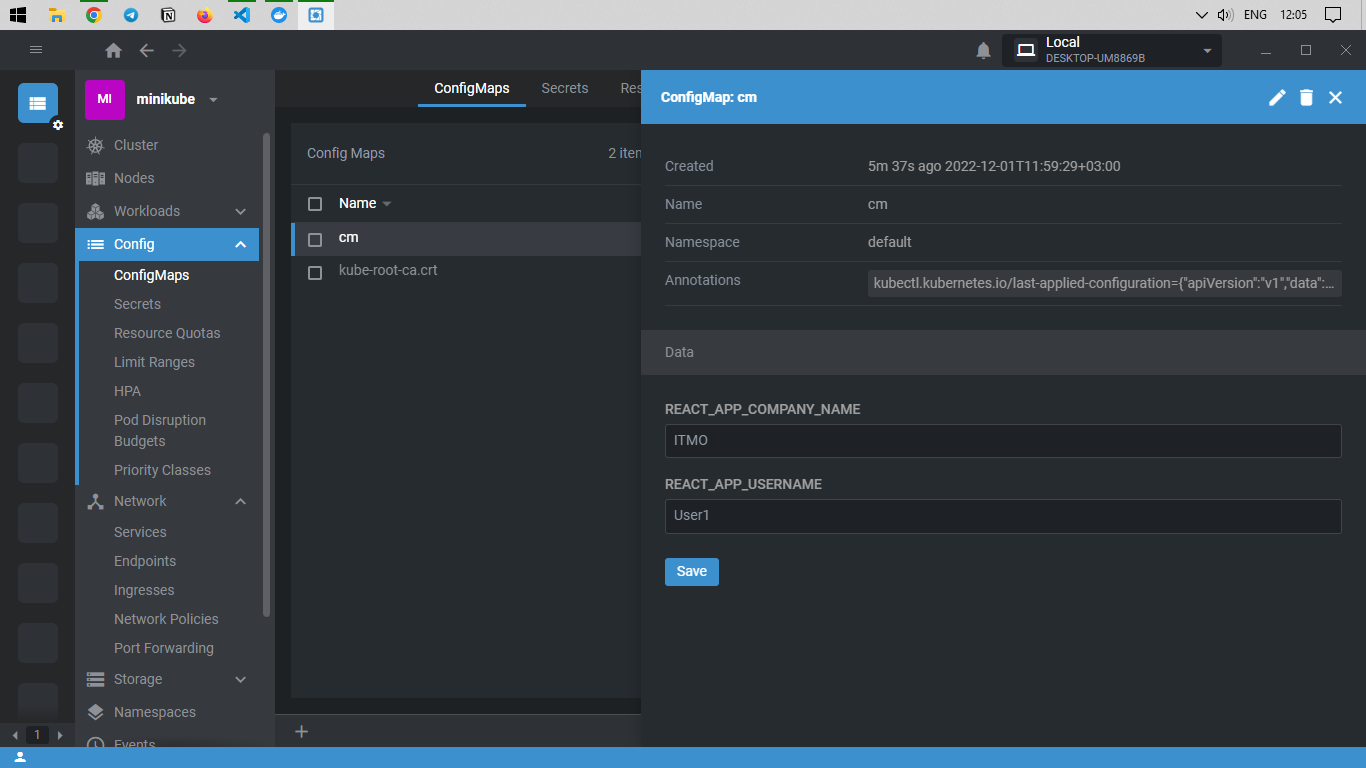 ENG
12:05
Local
DESKTOP-UM8869B
MI
minikube
Cluster
Nodes
Workloads
Config
ConfigMaps
Secrets
Resource Quotas
Limit Ranges
HPA
Pod Disruption
Budgets
Priority Classes
Network
Services
Endpoints
Ingresses
Network Policies
Port Forwarding
Storage
Namespaces
Events
1
ConfigMaps
Secrets
Res
Config Maps
2 iten
Name
cm
kube-root-ca.crt
ConfigMap: cm
Created
5m 37s ago 2022-12-01T11:59:29+03:00
Name
cm
Namespace
default
Annotations
kubectl.kubernetes.io/last-applied-configuration={"apiVersion":"v1","data":...
Data
REACT_APP_COMPANY_NAME
ITMO
REACT_APP_USERNAME
User1
Save